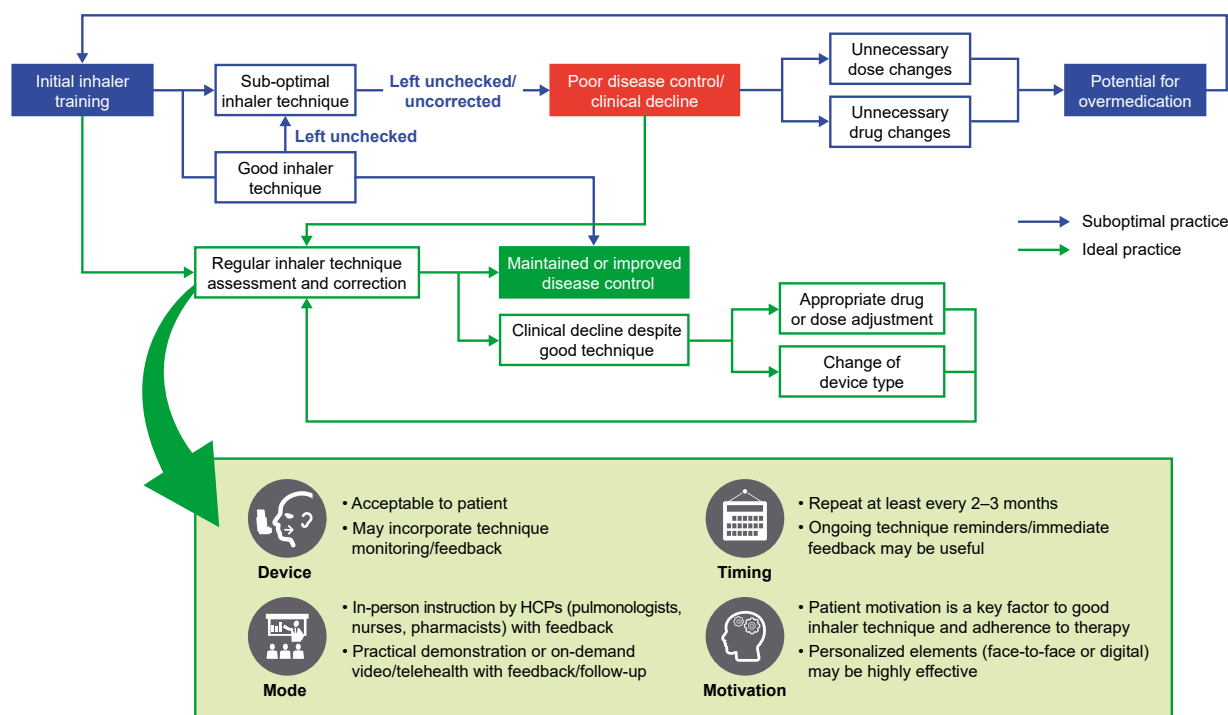 Initial inhaler
training
Sub-optimal
inhaler technique
Left unchecked/
uncorrected
Poor disease control/
clinical decline
Unnecessary
dose changes
Unnecessary
drug changes
Potential for
overmedication
Left unchecked
Good inhaler
technique
Suboptimal practice
Ideal practice
Regular inhaler technique
assessment and correction
Maintained or improved
disease control
Clinical decline despite
good technique
Appropriate drug
or dose adjustment
Change of
device type
Device
• Acceptable to patient
• May incorporate technique
monitoring/feedback
Timing
• Repeat at least every 2–3 months
• Ongoing technique reminders/immediate
feedback may be useful
Mode
• In-person instruction by HCPs (pulmonologists,
nurses, pharmacists) with feedback
• Practical demonstration or on-demand
video/telehealth with feedback/follow-up
Motivation
• Patient motivation is a key factor to good
inhaler technique and adherence to therapy
• Personalized elements (face-to-face or digital)
may be highly effective